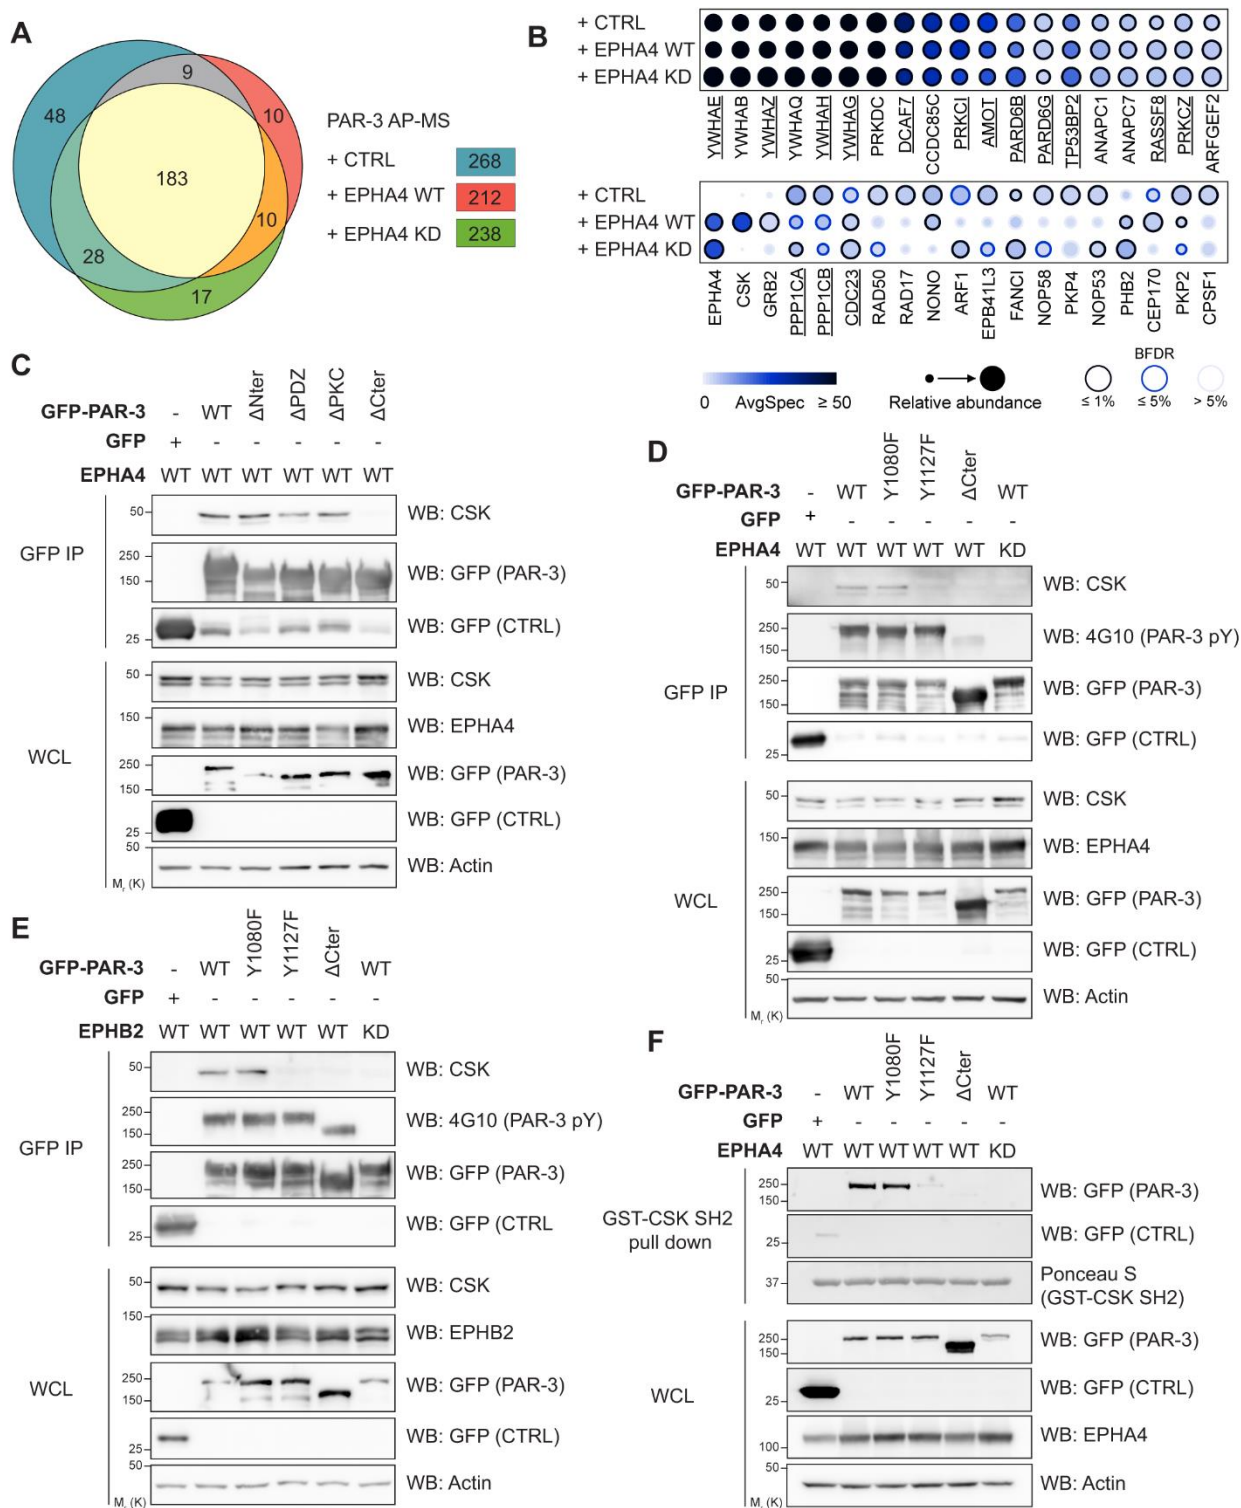 A
48
9
10
183
10
28
17
PAR-3 AP-MS
+ CTRL 268
+ EPHA4 WT 212
+ EPHA4 KD 238
B
+ CTRL
+ EPHA4 WT
+ EPHA4 KD
YWHAE YWHAB YWHAZ YWHAQ YWHAH YWHAG PRKDC DCAF7 CCDC85C PRKCI AMOT PARD6B PARD6G TP53BP2 ANAPC1 ANAPC7 RASSF8 PRKCZ ARFGEF2
+ CTRL
+ EPHA4 WT
+ EPHA4 KD
EPHA4 CSK GRB2 PPP1CA PPP1CB CDC23 RAD50 RAD17 NONO ARF1 EPB41L3 FANCI NOP58 PKP4 NOP53 PHB2 CEP170 PKP2 CPSF1
BFDR
0 AvgSpec ≥ 50
Relative abundance
≤ 1% ≤ 5% > 5%
C
GFP-PAR-3 - WT ΔNter ΔPDZ ΔPKC ΔCter
GFP + - - - - -
EPHA4 WT WT WT WT WT WT
GFP IP
50 WB: CSK
250
150
WB: GFP (PAR-3)
25 WB: GFP (CTRL)
WCL
50 WB: CSK
150 WB: EPHA4
250
150
WB: GFP (PAR-3)
25 WB: GFP (CTRL)
50
WB: Actin
Mr (K)
D
GFP-PAR-3 - WT Y1080F Y1127F ΔCter WT
GFP + - - - - -
EPHA4 WT WT WT WT WT KD
GFP IP
50 WB: CSK
250
150
WB: 4G10 (PAR-3 pY)
250
150
WB: GFP (PAR-3)
25 WB: GFP (CTRL)
WCL
50 WB: CSK
150 WB: EPHA4
250
150
WB: GFP (PAR-3)
25 WB: GFP (CTRL)
50
WB: Actin
Mr (K)
E
GFP-PAR-3 - WT Y1080F Y1127F ΔCter WT
GFP + - - - - -
EPHB2 WT WT WT WT WT KD
GFP IP
50 WB: CSK
250
150
WB: 4G10 (PAR-3 pY)
250
150
WB: GFP (PAR-3)
25 WB: GFP (CTRL
WCL
50 WB: CSK
150 WB: EPHB2
250
150
WB: GFP (PAR-3)
25 WB: GFP (CTRL)
50
WB: Actin
Mr (K)
F
GFP-PAR-3 - WT Y1080F Y1127F ΔCter WT
GFP + - - - - -
EPHA4 WT WT WT WT WT KD
GST-CSK SH2
pull down
250
150
WB: GFP (PAR-3)
25 WB: GFP (CTRL)
37 Ponceau S
(GST-CSK SH2)
WCL
250
150
WB: GFP (PAR-3)
25 WB: GFP (CTRL)
100 WB: EPHA4
50
WB: Actin
Mr (K)